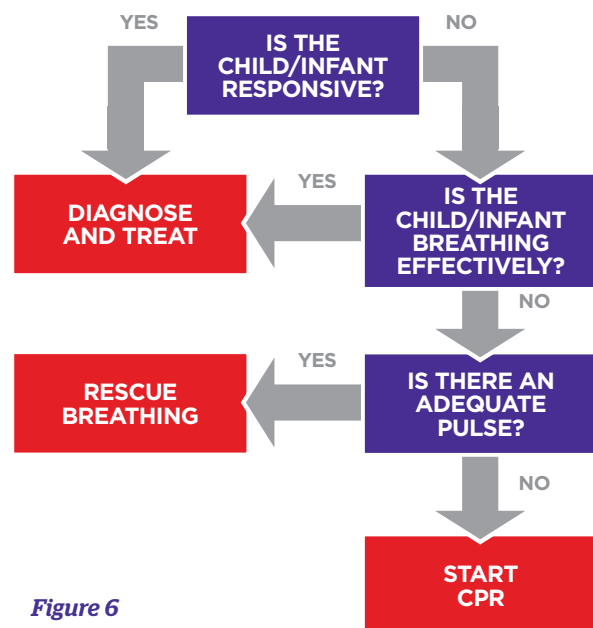 YES
NO
IS THE
CHILD/INFANT
RESPONSIVE?
DIAGNOSE
AND TREAT
YES
IS THE
CHILD/INFANT
BREATHING
EFFECTIVELY?
NO
RESCUE
BREATHING
YES
IS THERE AN
ADEQUATE
PULSE?
NO
START
CPR
Figure 6